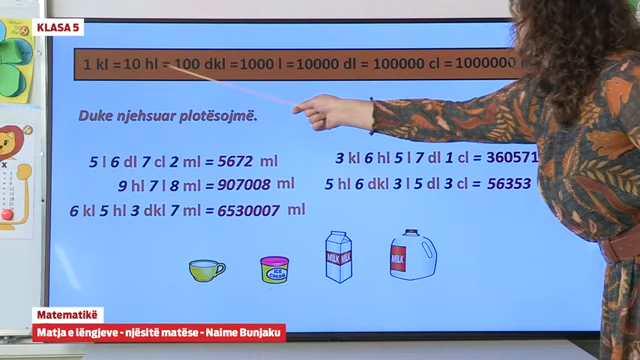 KLASA 5
1 kl =10 hl = 100 dkl =1000 l =10000 dl = 100000 cl = 1000000
Duke njehsuar plotësojmë.
5 l 6 dl 7 cl 2 ml = 5672 ml
9 hl 7 l 8 ml = 907008 ml
6 kl 5 hl 3 dkl 7 ml = 6530007 ml
3 kl 6 hl 5 l 7 dl 1 cl = 360571
5 hl 6 dkl 3 l 5 dl 3 cl = 56353
ICE CREAM
MILK MILK
MILK
Matematikë
Matja e lëngjeve - njësitë matëse - Naime Bunjaku